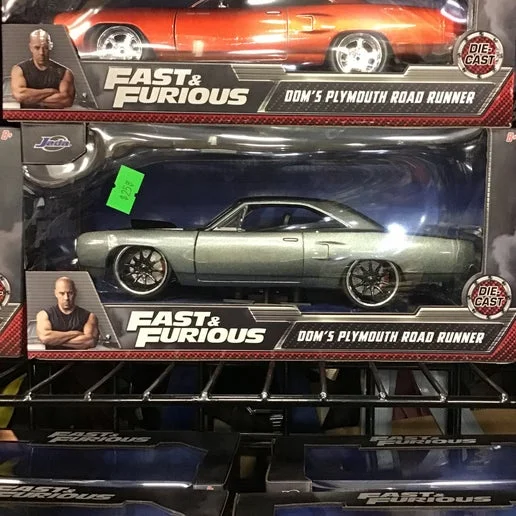 FAST &
FURIOUS
DOM'S PLYMOUTH ROAD RUNNER
DIE-
CAST
Jada
FAST &
FURIOUS
DOM'S PLYMOUTH ROAD RUNNER
DIE-
CAST
FAST &
FURIOUS
FAST &
FURIOUS
FAST & FURIOUS
FAST & FURIOUS